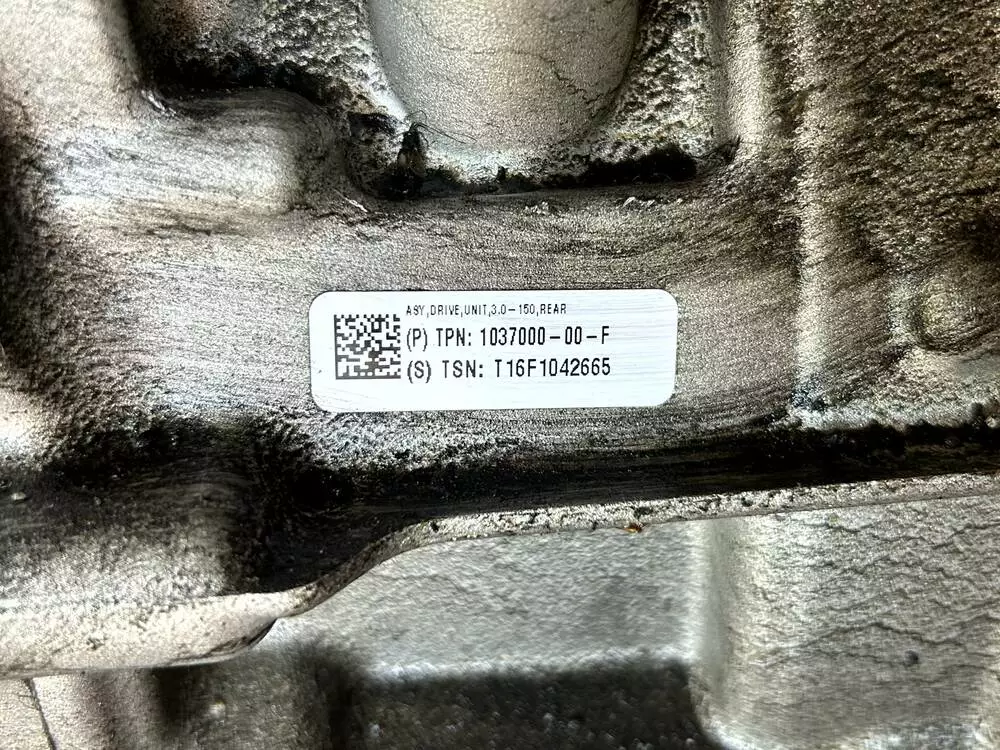 ASY,DRIVE,UNIT,3.0-150,REAR
(P) TPN: 1037000-00-F
(S) TSN: T16F1042665